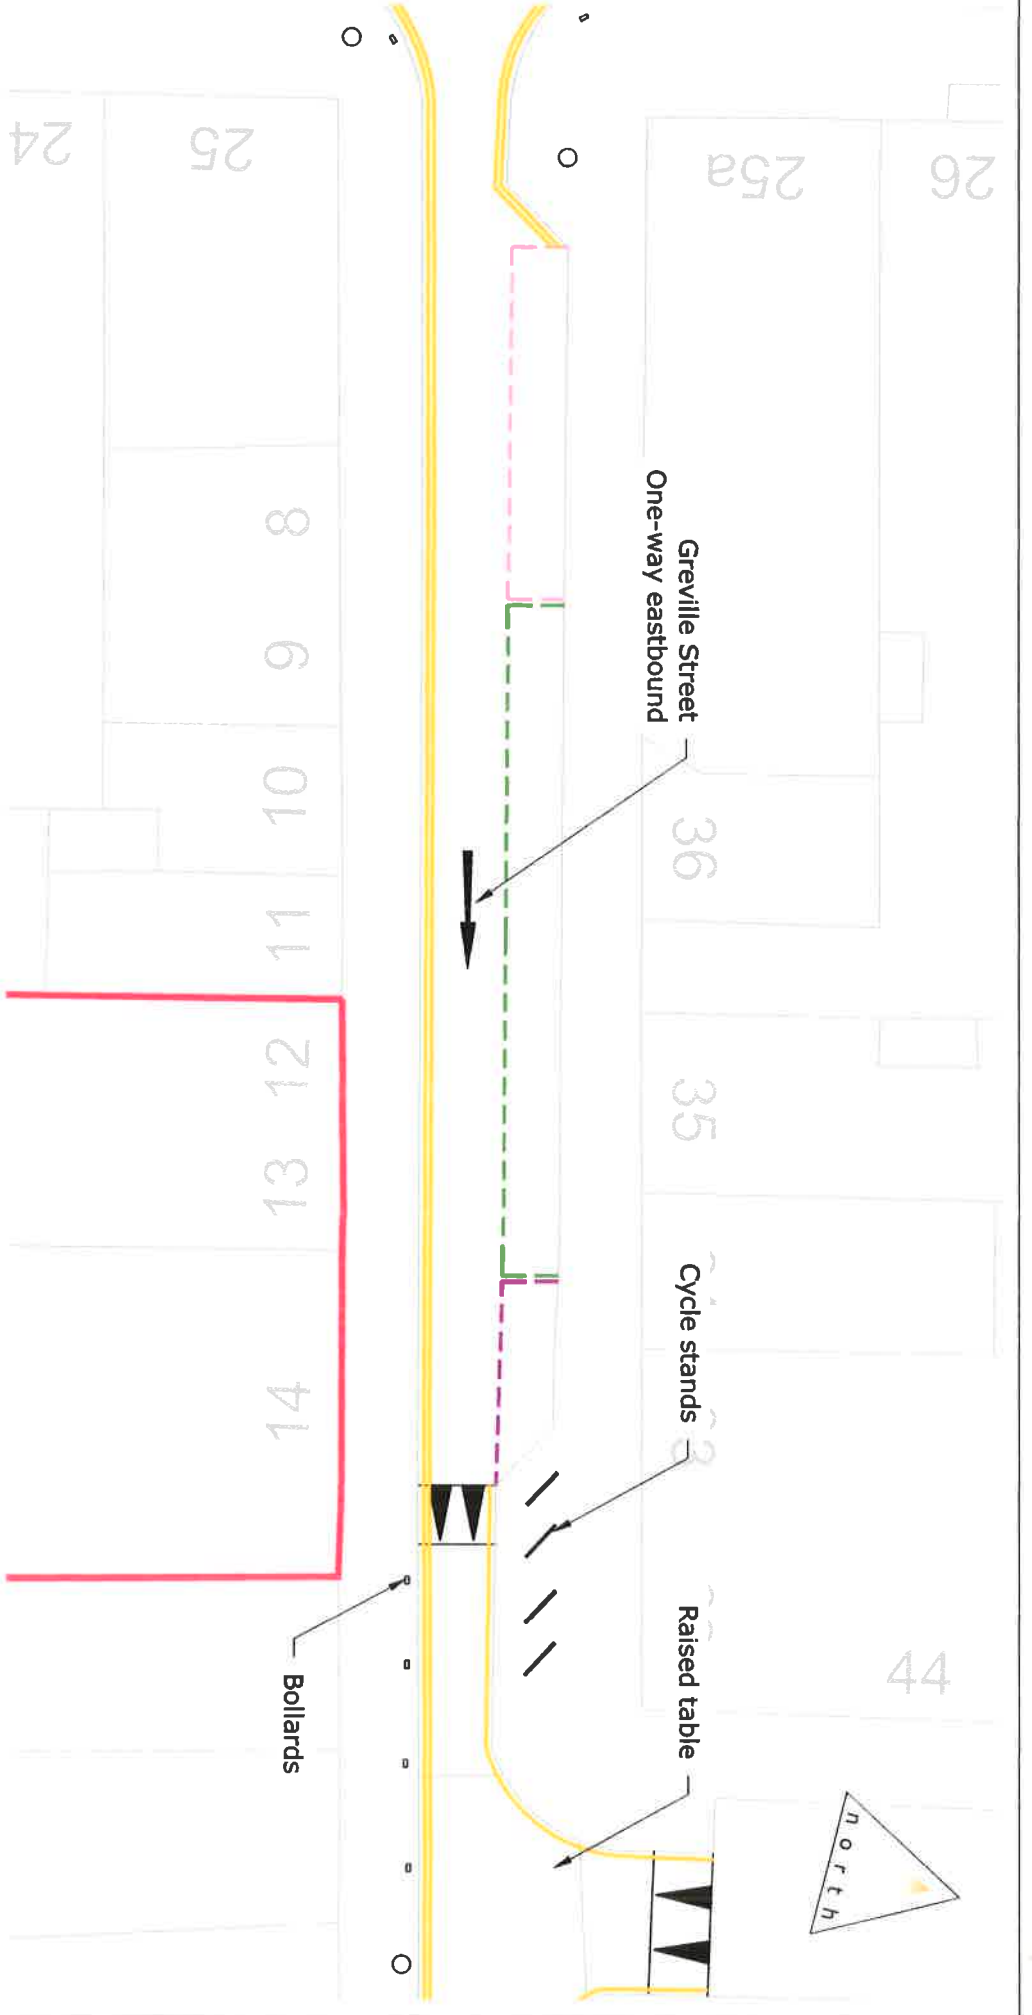 Greville Street
One-way eastbound
Cycle stands
Raised table
Bollards
north
26
25a
36
35
44
24
25
8
9
10
11
12
13
14